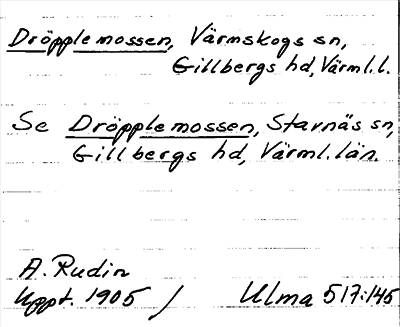 Dröpplemossen, Värmskogs sn,
Gillbergs hd, Värml.l.
Se Dröpplemossen, Stavnäs sn,
Gillbergs hd, Värml.län.
A. Rudin
Uppt. 1905 / Ulma 517:145